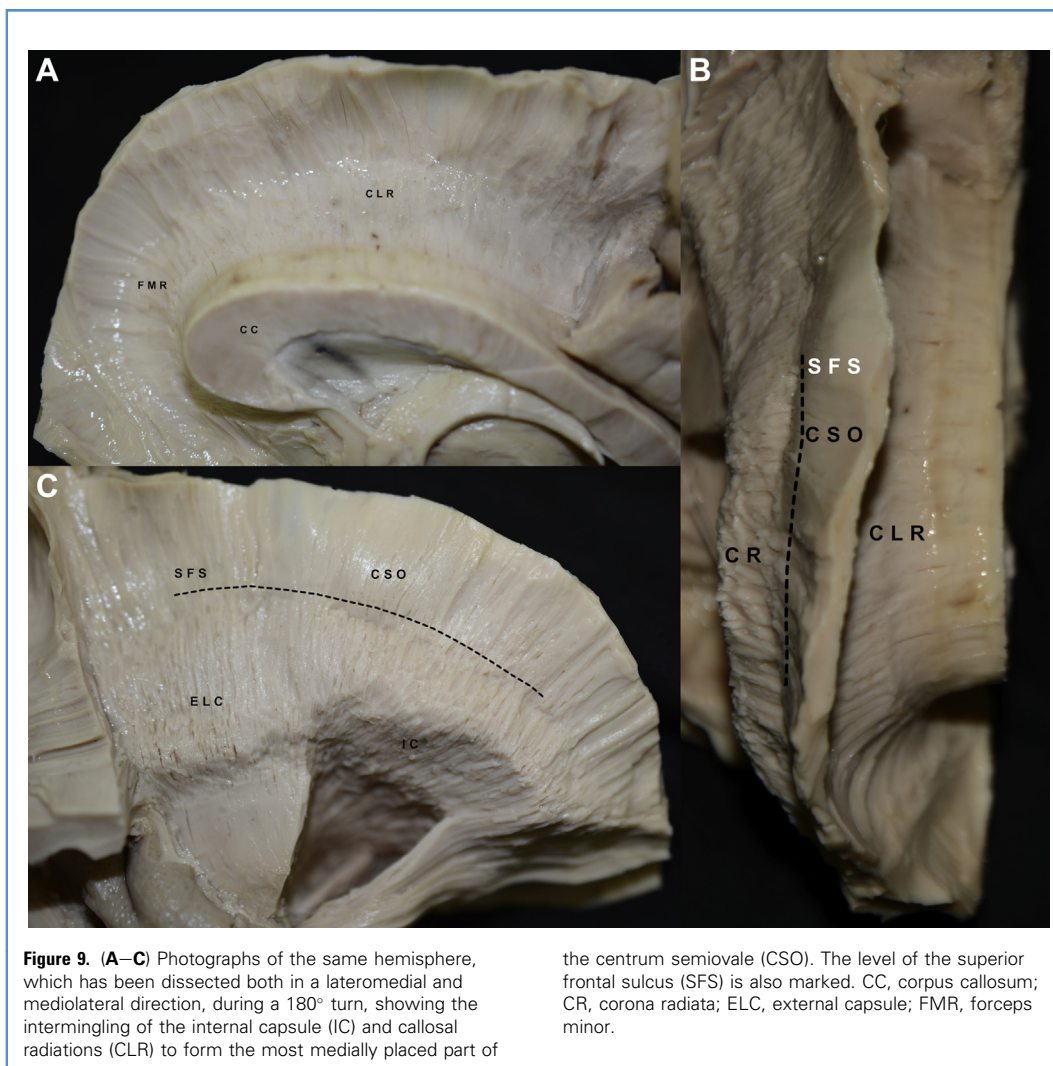 A
CLR
FMR
CC
B
SFS
CSO
CR
CLR
C
SFS
CSO
ELC
IC
Figure 9. (A–C) Photographs of the same hemisphere,
which has been dissected both in a lateromedial and
mediolateral direction, during a 180° turn, showing the
intermingling of the internal capsule (IC) and callosal
radiations (CLR) to form the most medially placed part of
the centrum semiovale (CSO). The level of the superior
frontal sulcus (SFS) is also marked. CC, corpus callosum;
CR, corona radiata; ELC, external capsule; FMR, forceps
minor.